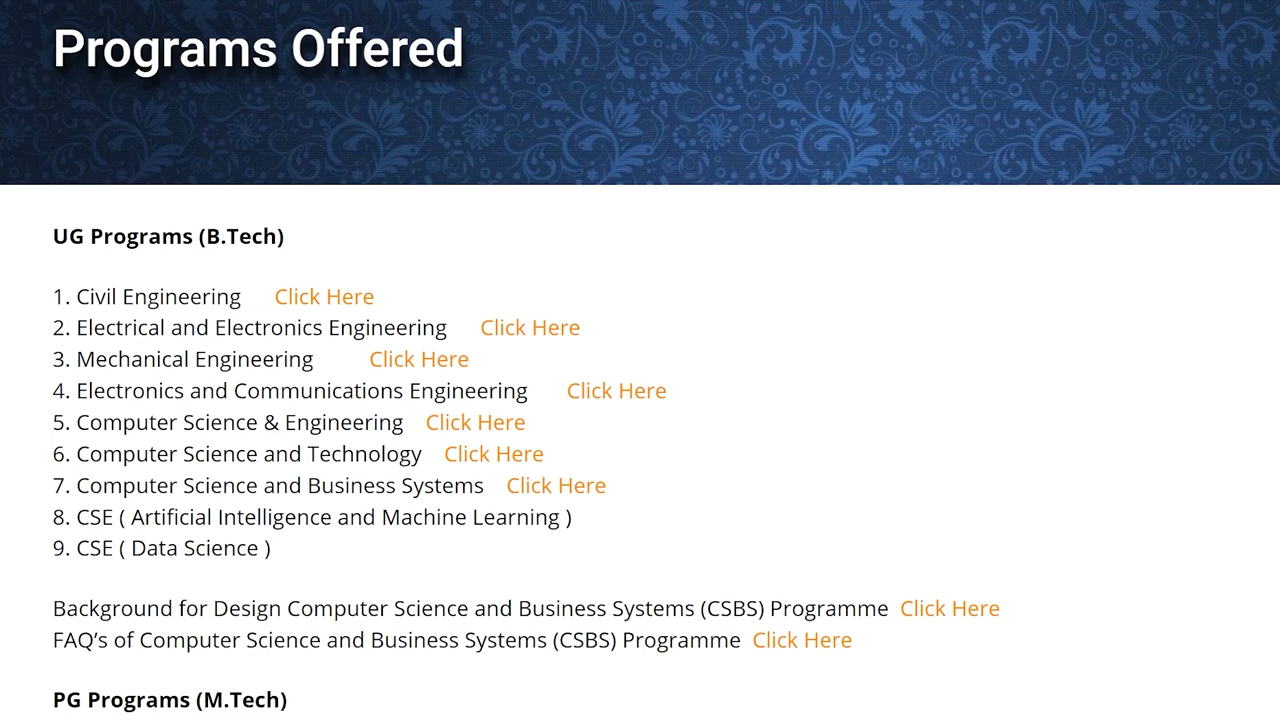 Programs Offered
UG Programs (B.Tech)
1. Civil Engineering Click Here
2. Electrical and Electronics Engineering Click Here
3. Mechanical Engineering Click Here
4. Electronics and Communications Engineering Click Here
5. Computer Science & Engineering Click Here
6. Computer Science and Technology Click Here
7. Computer Science and Business Systems Click Here
8. CSE ( Artificial Intelligence and Machine Learning )
9. CSE ( Data Science )
Background for Design Computer Science and Business Systems (CSBS) Programme Click Here
FAQ’s of Computer Science and Business Systems (CSBS) Programme Click Here
PG Programs (M.Tech)